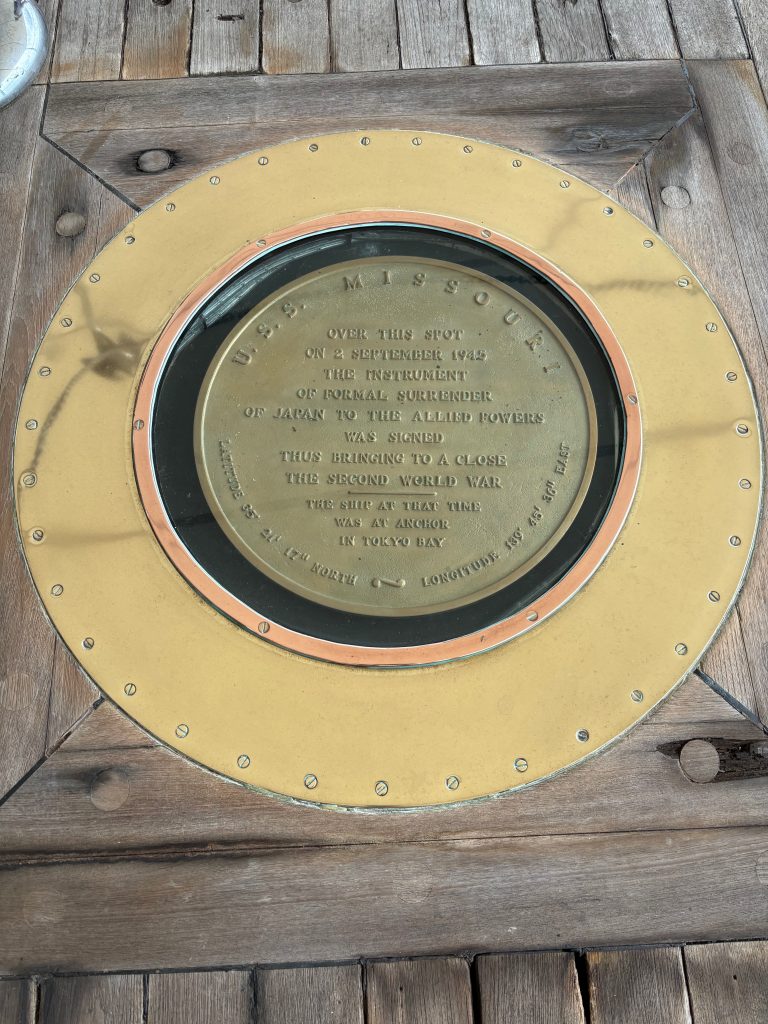 U. S. S. MISSOURI
OVER THIS SPOT
ON 2 SEPTEMBER 1945
THE INSTRUMENT
OF FORMAL SURRENDER
OF JAPAN TO THE ALLIED POWERS
WAS SIGNED
THUS BRINGING TO A CLOSE
THE SECOND WORLD WAR
THE SHIP AT THAT TIME
WAS AT ANCHOR
IN TOKYO BAY
LATITUDE 35° 21' 17" NORTH
LONGITUDE 139° 45' 36" EAST